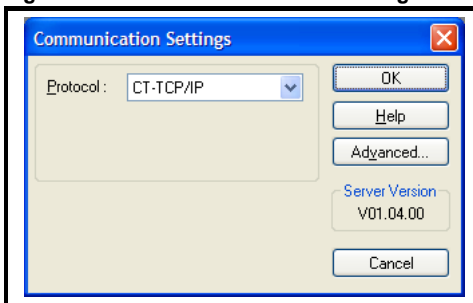 Communication Settings
Protocol : CT-TCP/IP
OK
Help
Advanced...
Server Version
V01.04.00
Cancel